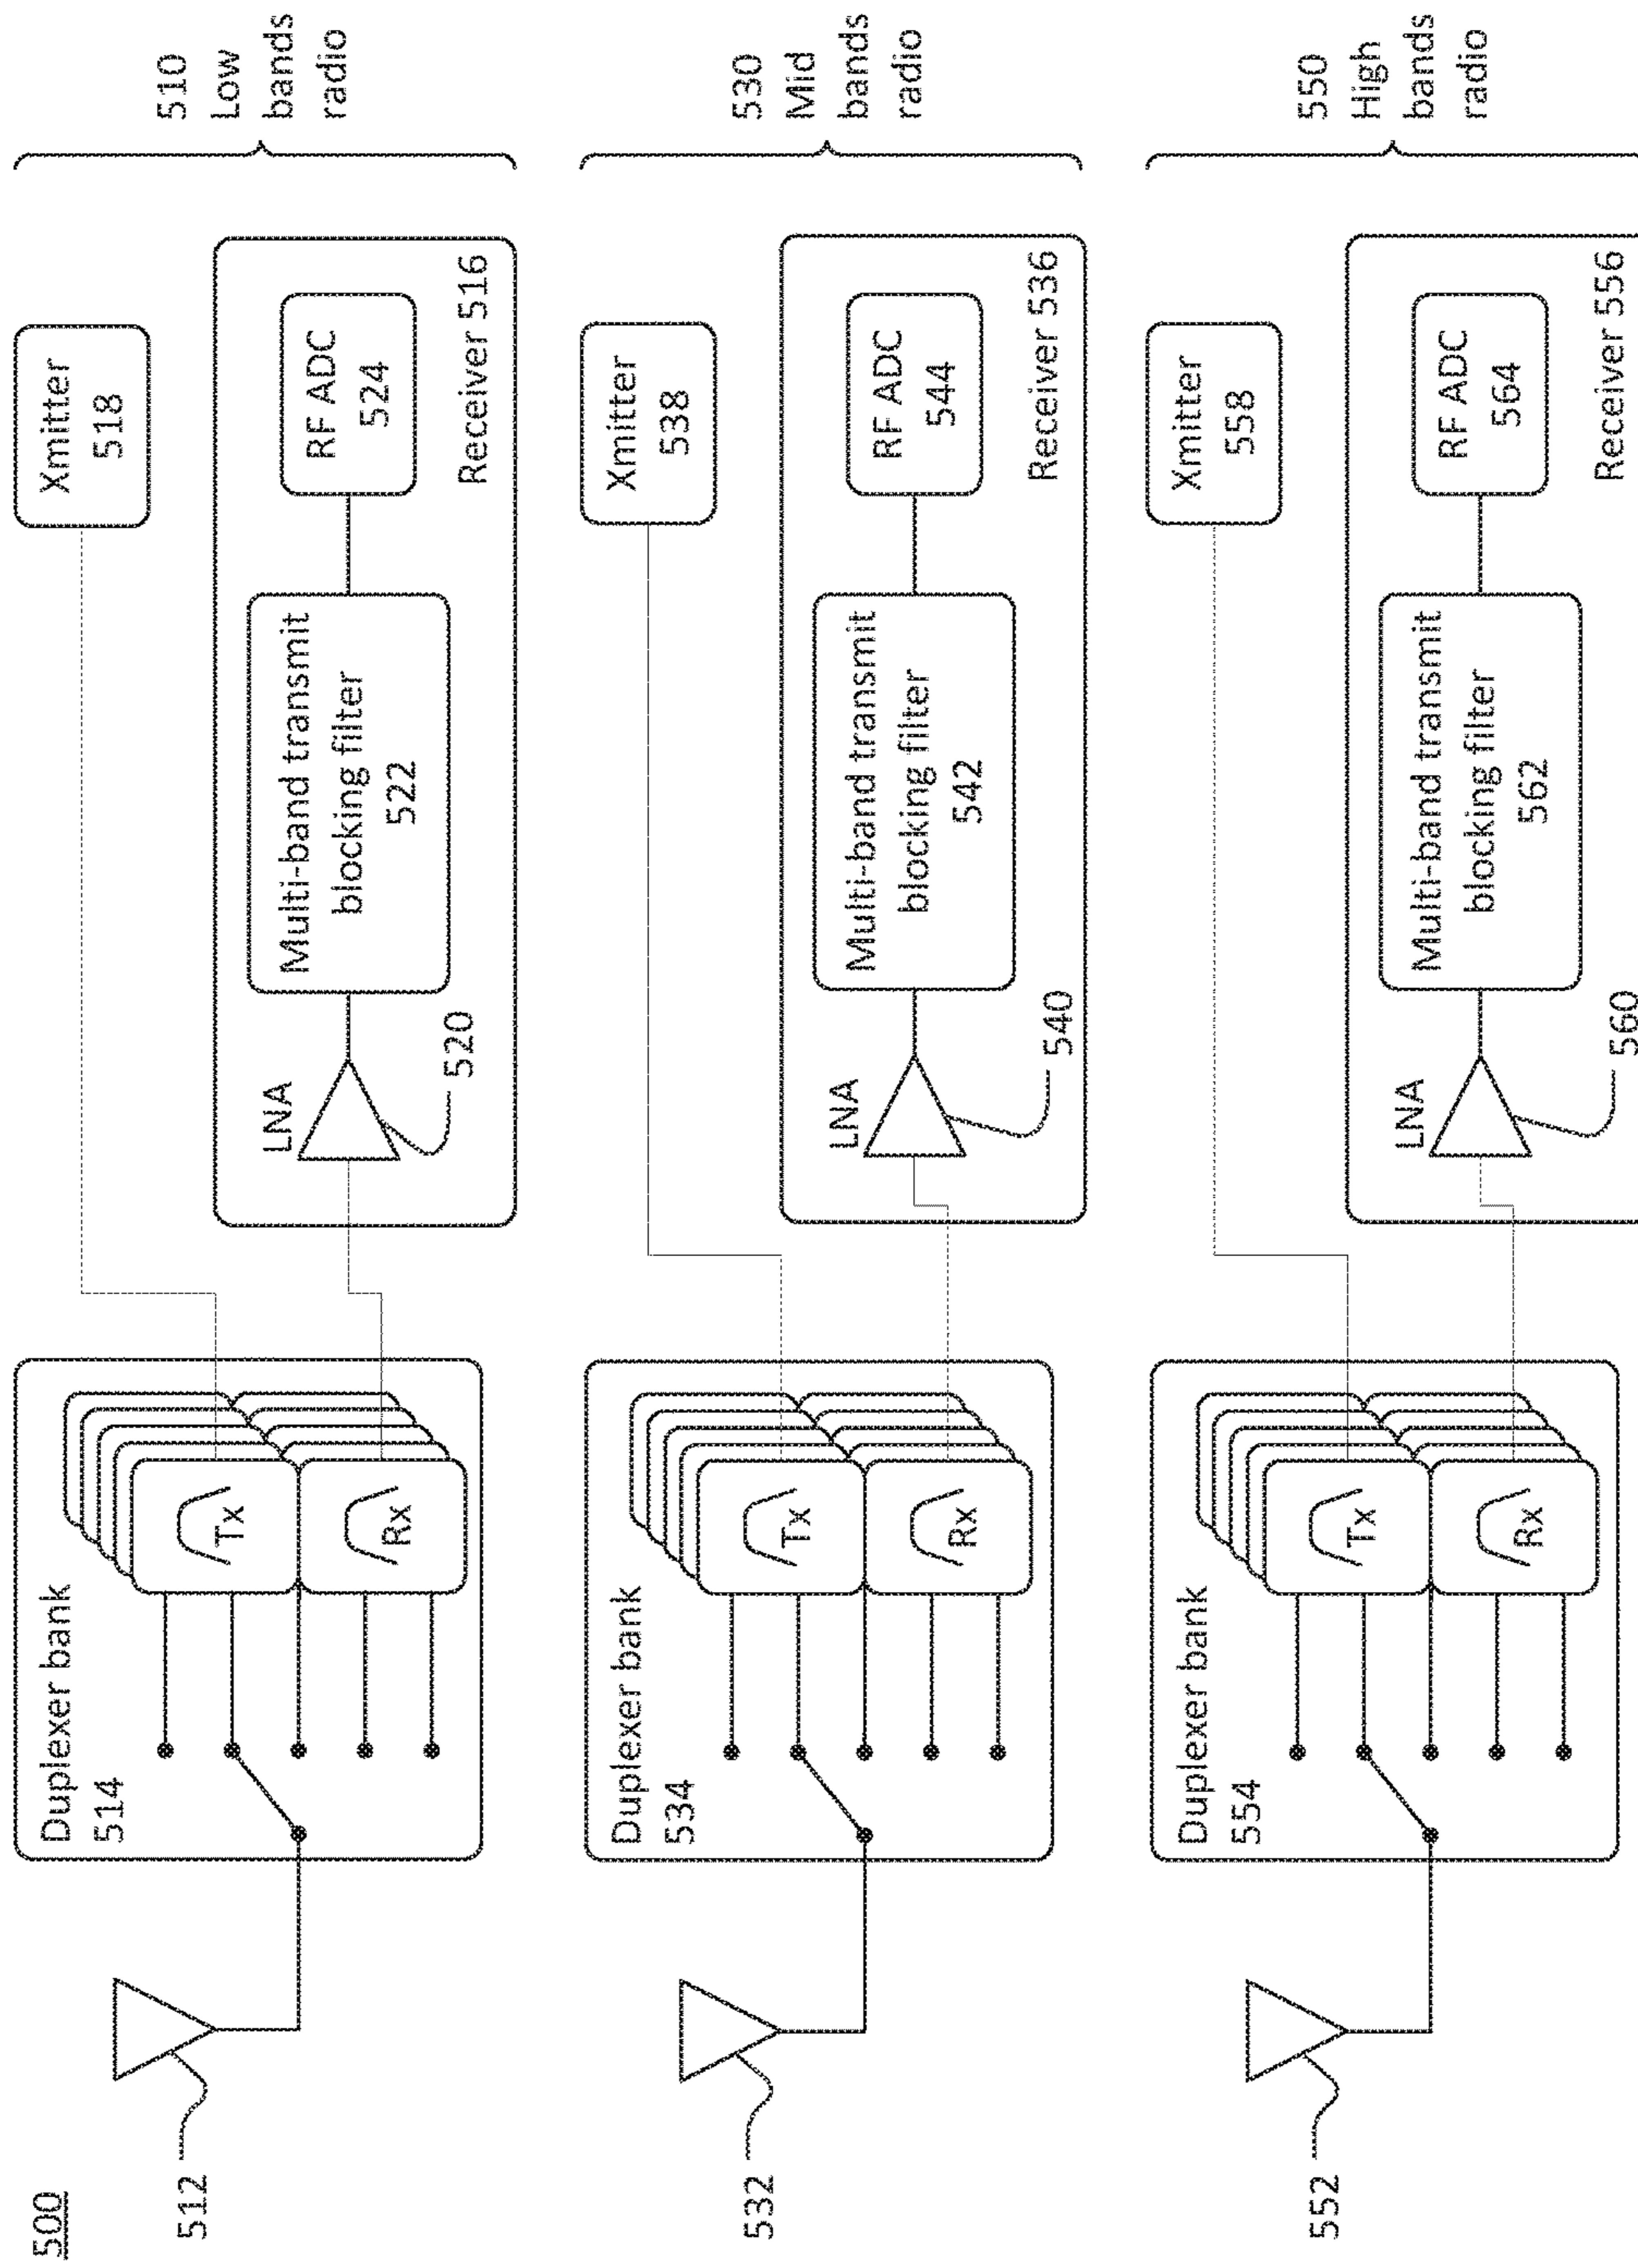 500
512
Duplexer bank
514
Tx
Rx
Xmitter
518
LNA
520
Multi-band transmit
blocking filter
522
RF ADC
524
Receiver 516
510
Low
bands
radio
532
Duplexer bank
534
Tx
Rx
Xmitter
538
LNA
540
Multi-band transmit
blocking filter
542
RF ADC
544
Receiver 536
530
Mid
bands
radio
552
Duplexer bank
554
Tx
Rx
Xmitter
558
LNA
560
Multi-band transmit
blocking filter
562
RF ADC
564
Receiver 556
550
High
bands
radio